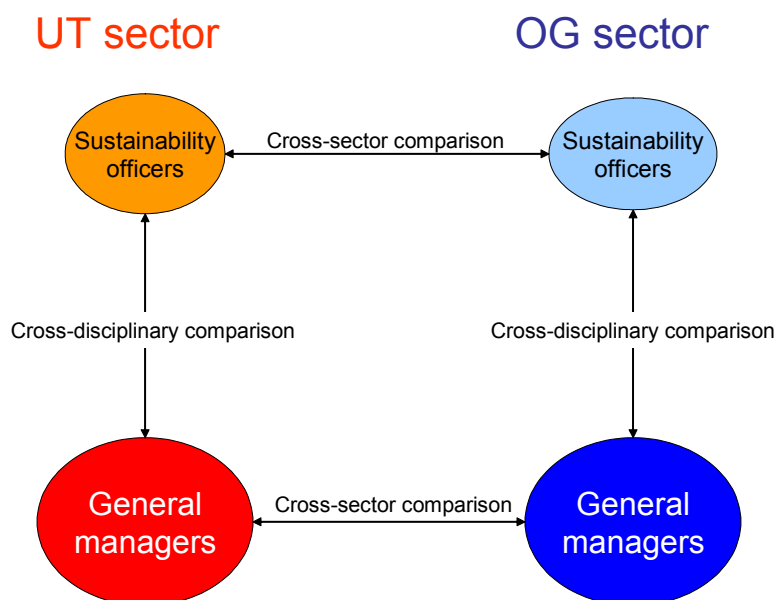 UT sector
OG sector
Sustainability
officers
Cross-sector comparison
Sustainability
officers
Cross-disciplinary comparison
Cross-disciplinary comparison
General
managers
Cross-sector comparison
General
managers